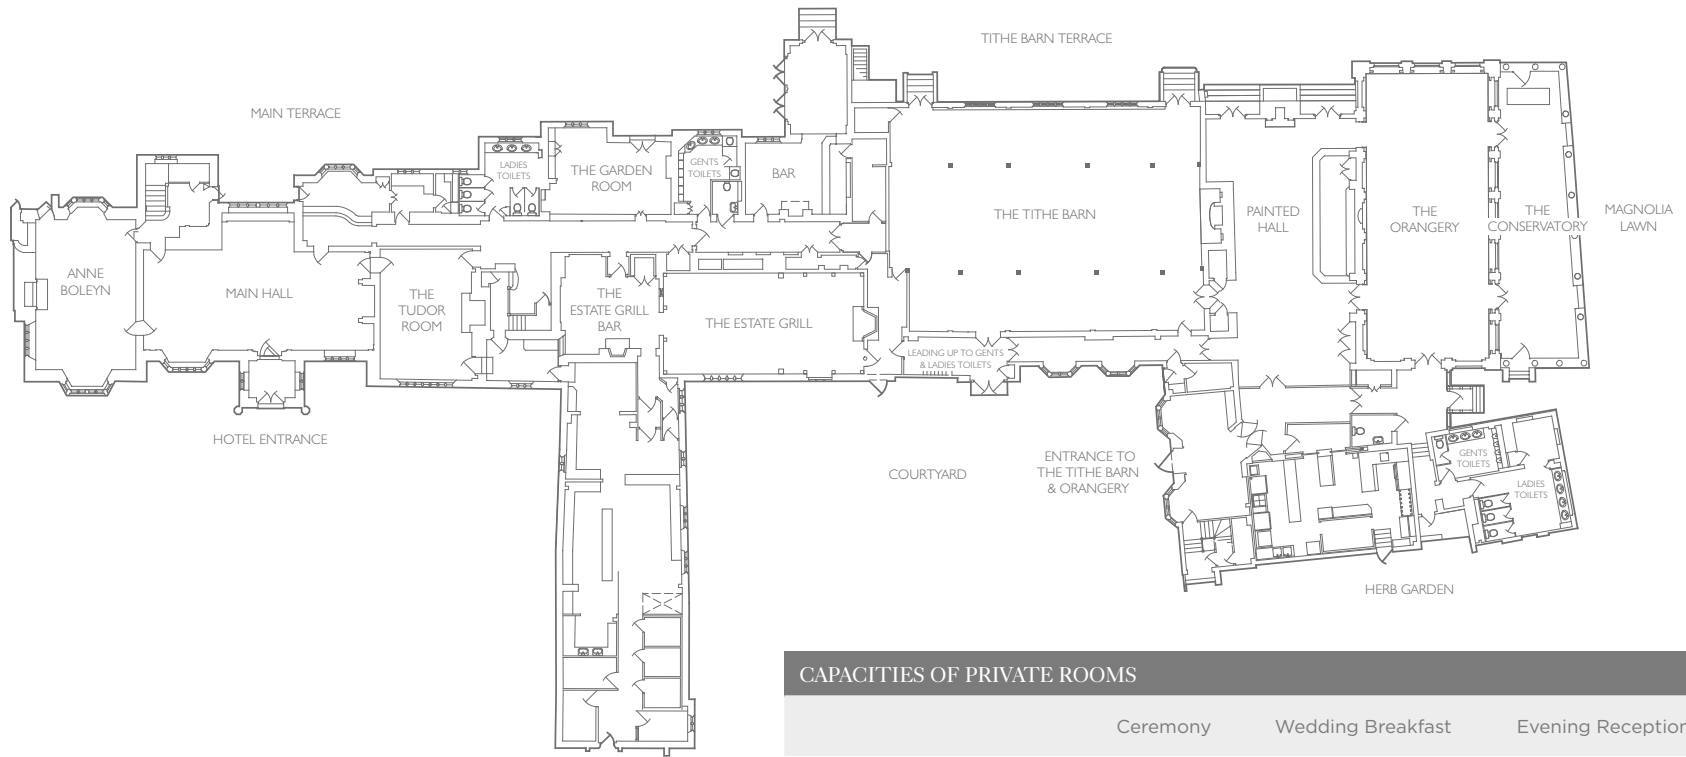 TITHE BARN TERRACE
MAIN TERRACE
LADIES
TOILETS
THE GARDEN
ROOM
GENTS
TOILETS
BAR
ANNE
BOLEYN
MAIN HALL
THE
TUDOR
ROOM
THE
ESTATE GRILL
BAR
THE ESTATE GRILL
THE TITHE BARN
LEADING UP TO GENTS
& LADIES TOILETS
PAINTED
HALL
THE
ORANGERY
THE
CONSERVATORY
MAGNOLIA
LAWN
HOTEL ENTRANCE
COURTYARD
ENTRANCE TO
THE TITHE BARN
& ORANGERY
GENTS
TOILETS
LADIES
TOILETS
HERB GARDEN
CAPACITIES OF PRIVATE ROOMS
Ceremony Wedding Breakfast Evening Reception